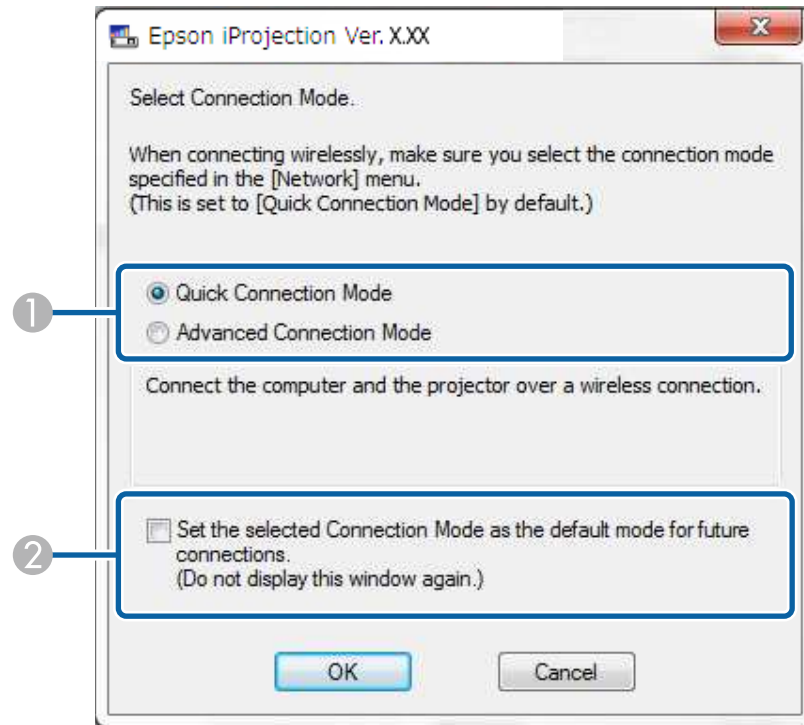 Epson iProjection Ver. X.XX
Select Connection Mode.
When connecting wirelessly, make sure you select the connection mode
specified in the [Network] menu.
(This is set to [Quick Connection Mode] by default.)
1
Quick Connection Mode
Advanced Connection Mode
Connect the computer and the projector over a wireless connection.
2
Set the selected Connection Mode as the default mode for future
connections.
(Do not display this window again.)
OK
Cancel